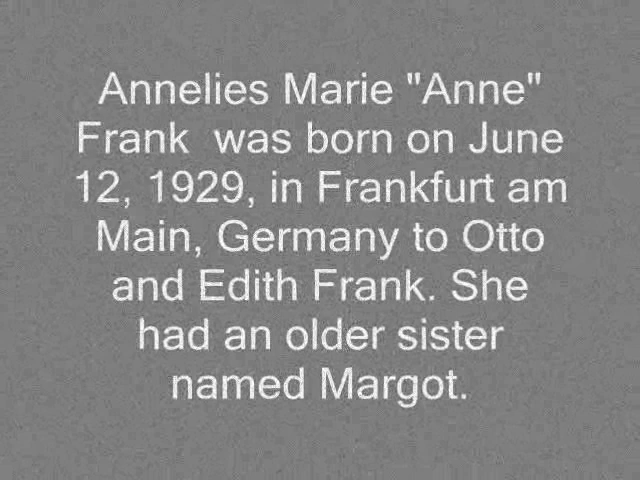 Annelies Marie "Anne"
Frank  was born on June
12, 1929, in Frankfurt am
Main, Germany to Otto
and Edith Frank. She
had an older sister
named Margot.